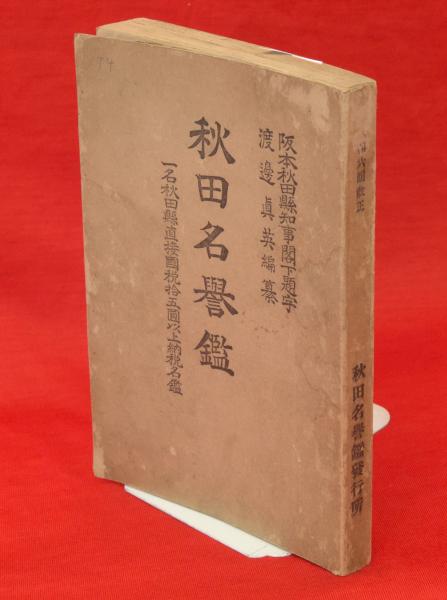 阪本秋田縣知事閣下題字
渡邊眞英編纂
秋田名譽鑑
一名秋田縣直接國税拾五圓以上納税名鑑
74
秋田名譽鑑發行所